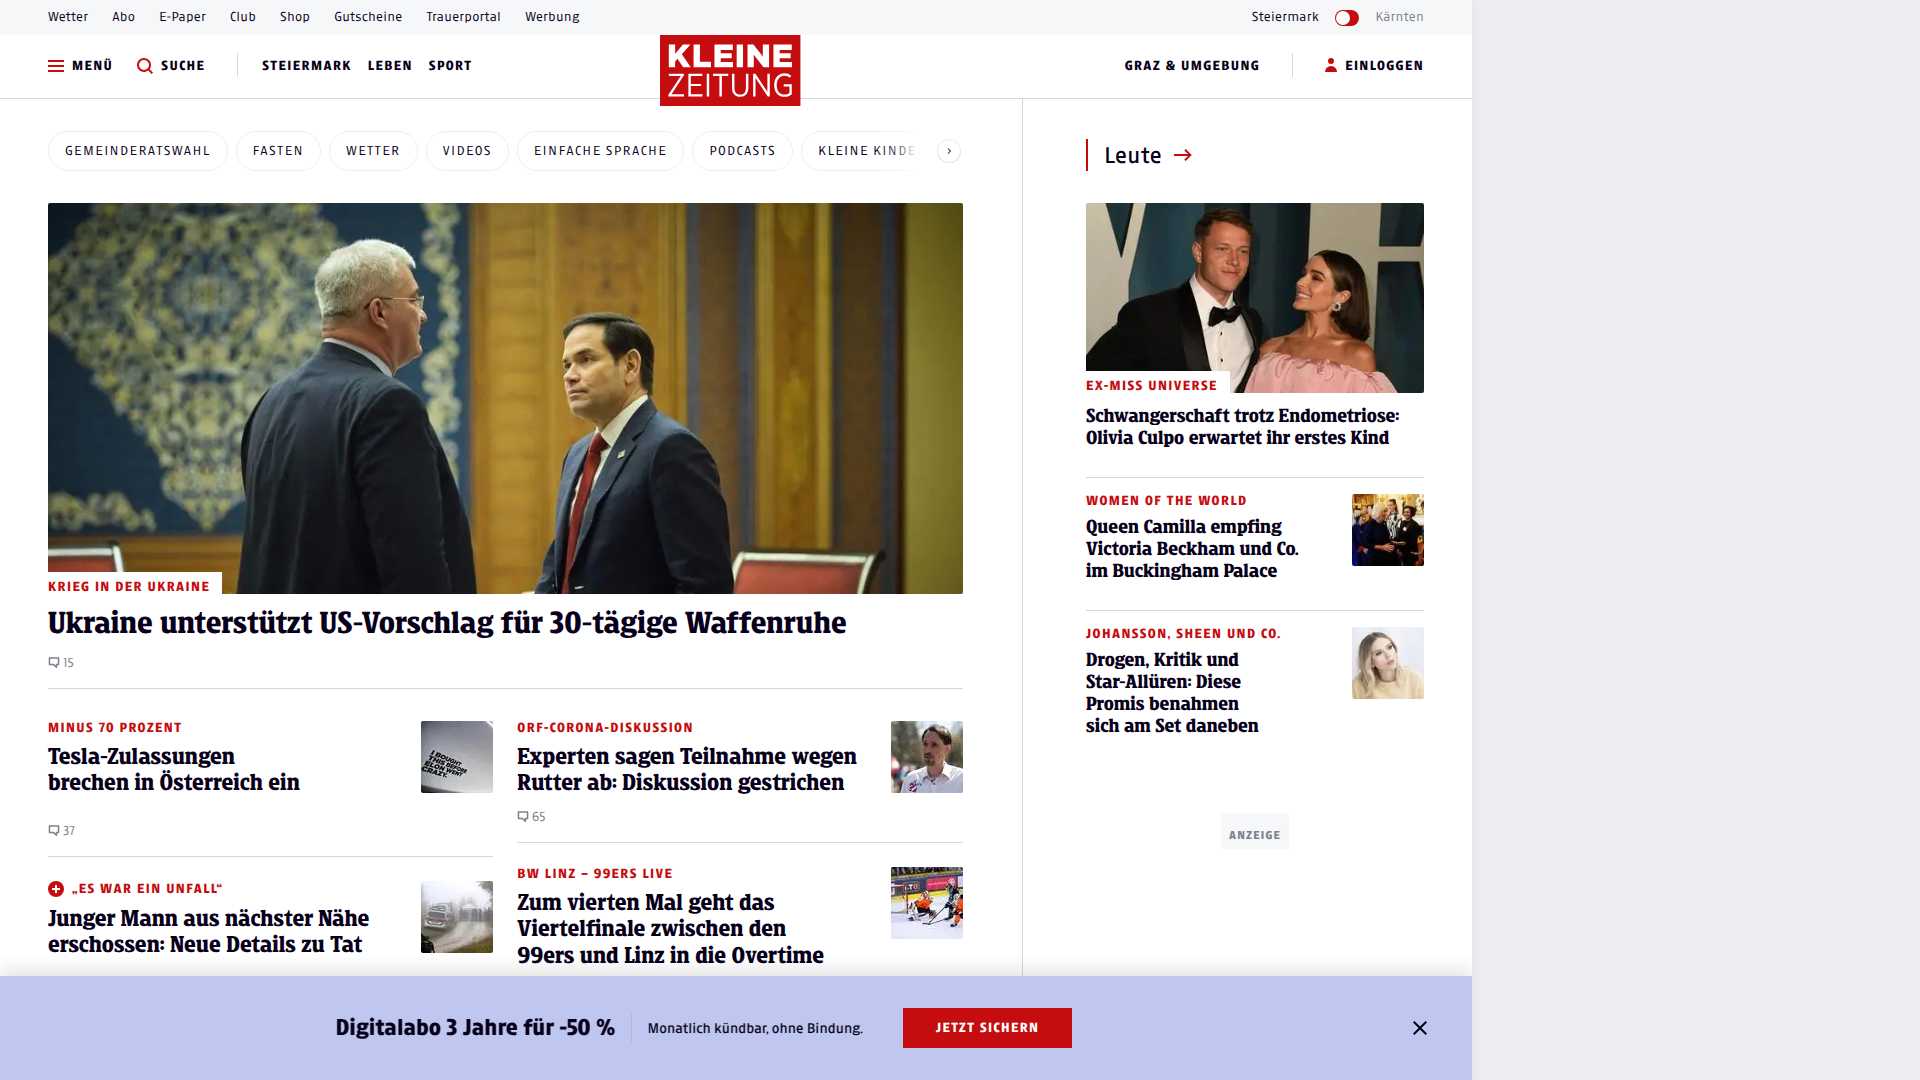 Wetter Abo E-Paper Club Shop Gutscheine Trauerportal Werbung Steiermark Kärnten
MENÜ SUCHE STEIERMARK LEBEN SPORT KLEINE ZEITUNG GRAZ & UMGEBUNG EINLOGGEN
GEMEINDERATSWAHL FASTEN WETTER VIDEOS EINFACHE SPRACHE PODCASTS KLEINE KINDE
KRIEG IN DER UKRAINE
Ukraine unterstützt US-Vorschlag für 30-tägige Waffenruhe
15
MINUS 70 PROZENT
Tesla-Zulassungen
brechen in Österreich ein
I BOUGHT
THIS BEFORE
ELON WENT
CRAZY.
37
„ES WAR EIN UNFALL“
Junger Mann aus nächster Nähe
erschossen: Neue Details zu Tat
ORF-CORONA-DISKUSSION
Experten sagen Teilnahme wegen
Rutter ab: Diskussion gestrichen
65
BW LINZ – 99ERS LIVE
Zum vierten Mal geht das
Viertelfinale zwischen den
99ers und Linz in die Overtime
Leute
EX-MISS UNIVERSE
Schwangerschaft trotz Endometriose:
Olivia Culpo erwartet ihr erstes Kind
WOMEN OF THE WORLD
Queen Camilla empfing
Victoria Beckham und Co.
im Buckingham Palace
JOHANSSON, SHEEN UND CO.
Drogen, Kritik und
Star-Allüren: Diese
Promis benahmen
sich am Set daneben
ANZEIGE
Digitalabo 3 Jahre für -50 % Monatlich kündbar, ohne Bindung. JETZT SICHERN